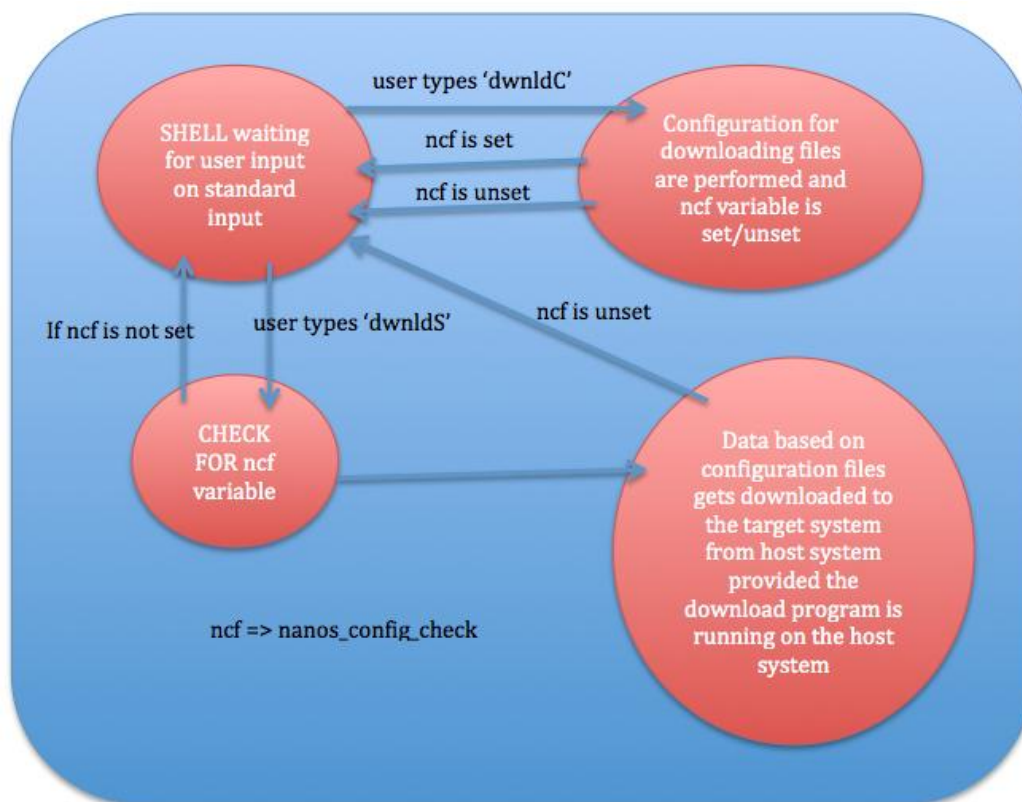 user types ‘dwnldC’
SHELL waiting
for user input
on standard
input
ncf is set
ncf is unset
Configuration for
downloading files
are performed and
ncf variable is
set/unset
If ncf is not set
user types ‘dwnldS’
ncf is unset
CHECK
FOR ncf
variable
Data based on
configuration files
gets downloaded to
the target system
from host system
provided the
download program is
running on the host
system
ncf => nanos_config_check